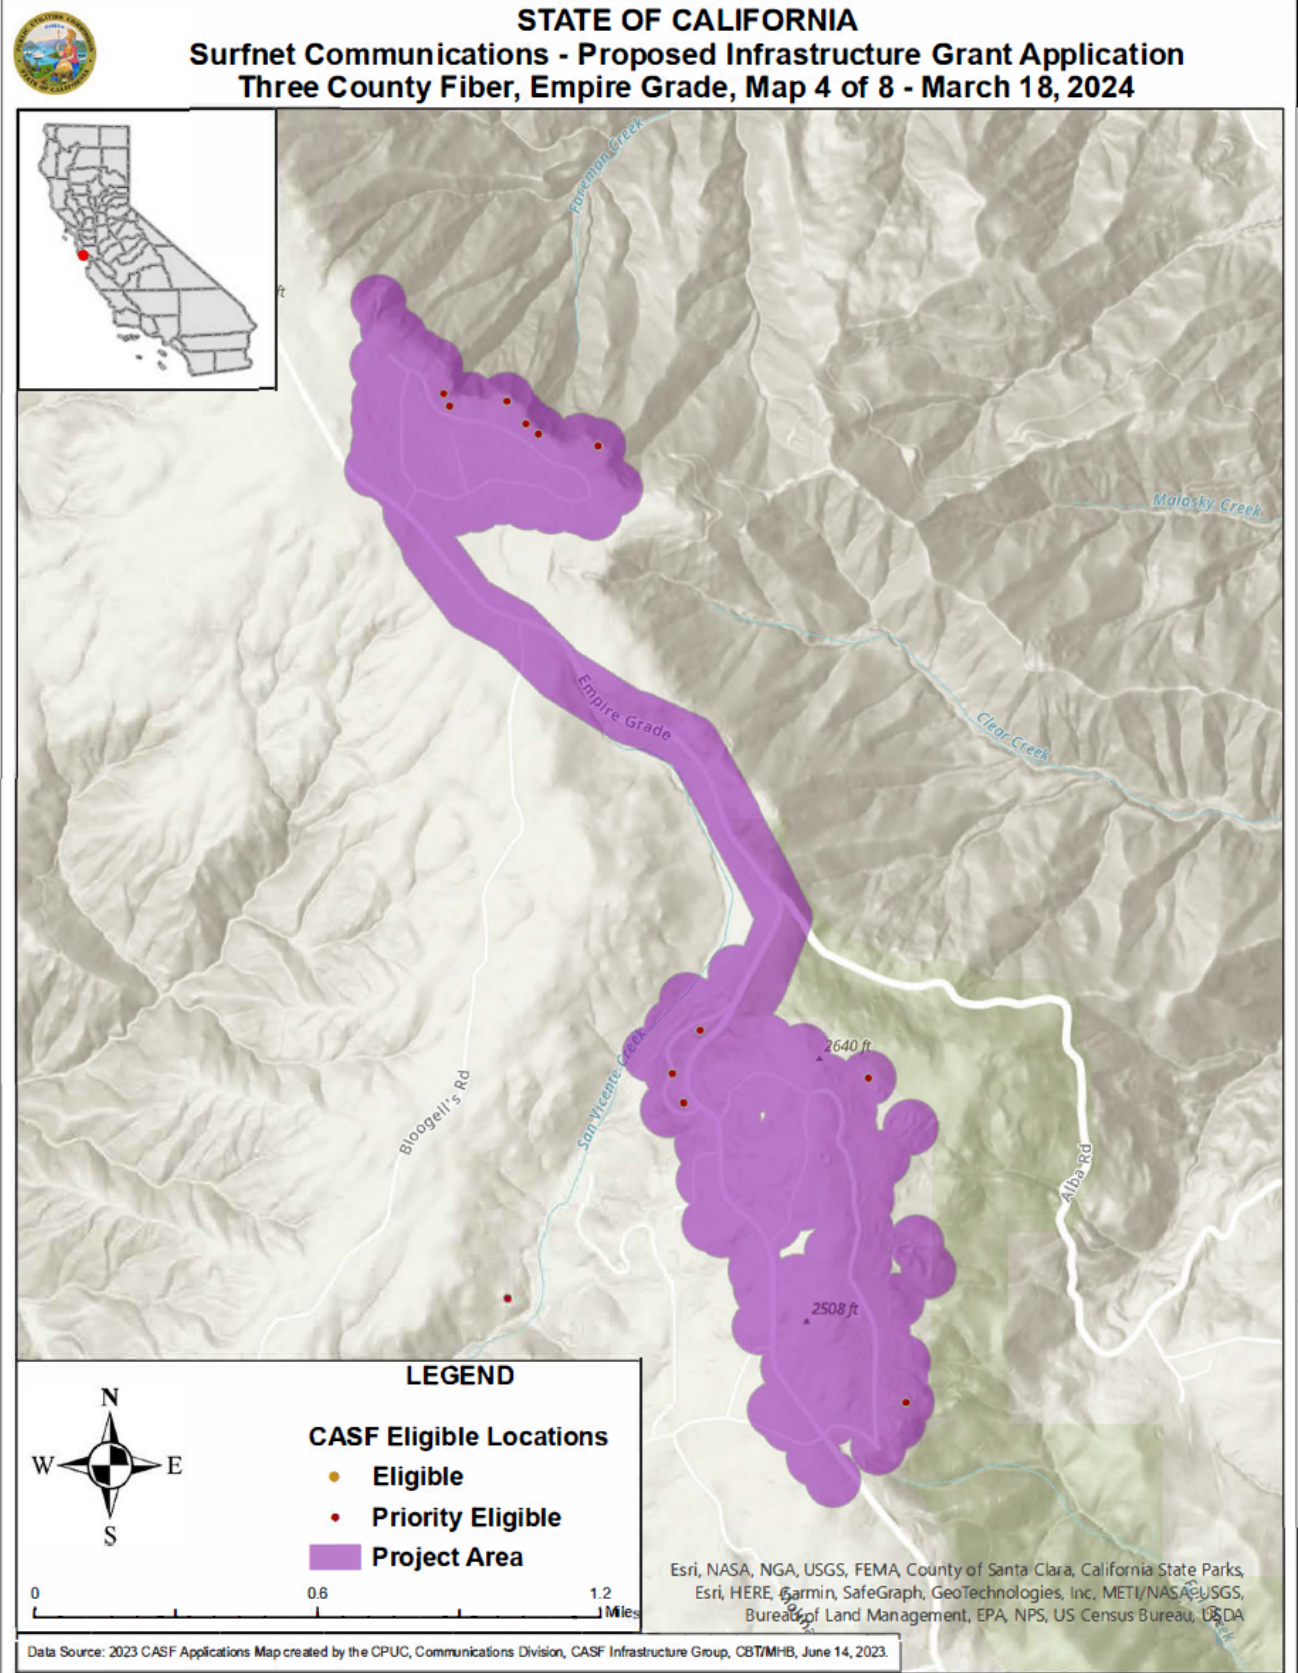 STATE OF CALIFORNIA
Surfnet Communications - Proposed Infrastructure Grant Application
Three County Fiber, Empire Grade, Map 4 of 8 - March 18, 2024
Foreman Creek
ft
Malosky Creek
Clear Creek
Empire Grade
2640 ft
San Vicente Creek
Bloogell's Rd
Alba Rd
2508 ft
LEGEND
CASF Eligible Locations
Eligible
Priority Eligible
Project Area
N
W E
S
0 0.6 1.2
Miles
Esri, NASA, NGA, USGS, FEMA, County of Santa Clara, California State Parks,
Esri, HERE, Garmin, SafeGraph, GeoTechnologies, Inc, METI/NASA, USGS,
Bureau of Land Management, EPA, NPS, US Census Bureau, USDA
Creek
Data Source: 2023 CASF Applications Map created by the CPUC, Communications Division, CASF Infrastructure Group, CBT/MHB, June 14, 2023.